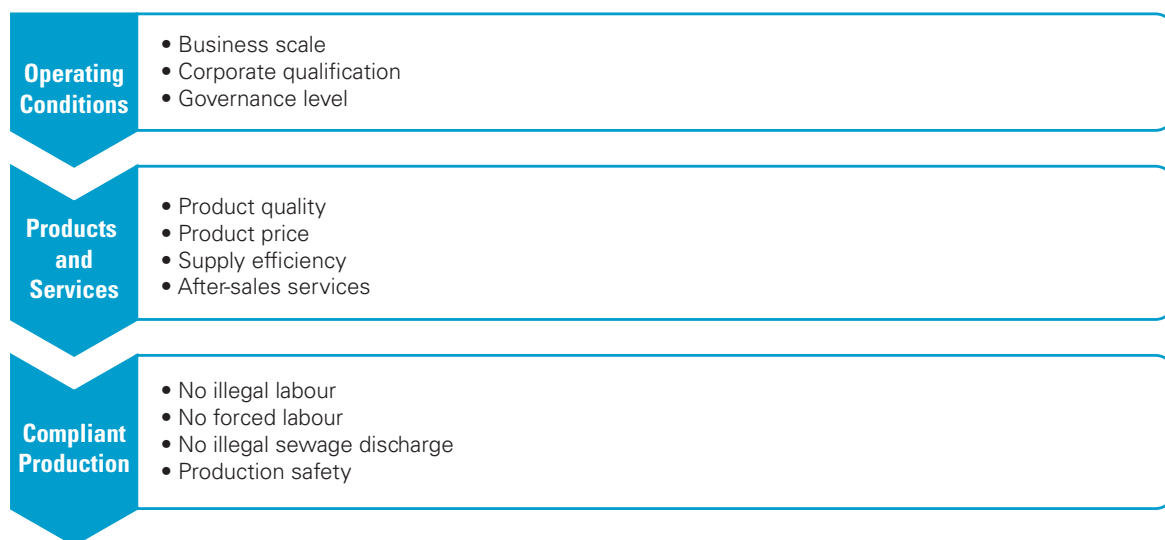 Operating
Conditions
• Business scale
• Corporate qualification
• Governance level
Products
and
Services
• Product quality
• Product price
• Supply efficiency
• After-sales services
Compliant
Production
• No illegal labour
• No forced labour
• No illegal sewage discharge
• Production safety